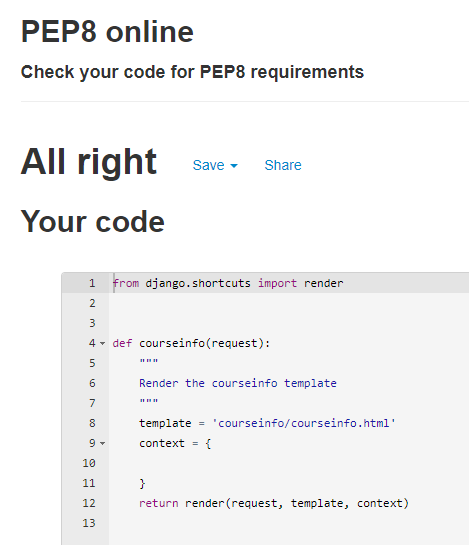 PEP8 online
Check your code for PEP8 requirements
All right Save Share
Your code
1 from django.shortcuts import render
2
3
4 def courseinfo(request):
5     """
6     Render the courseinfo template
7     """
8     template = 'courseinfo/courseinfo.html'
9     context = {
10
11     }
12     return render(request, template, context)
13